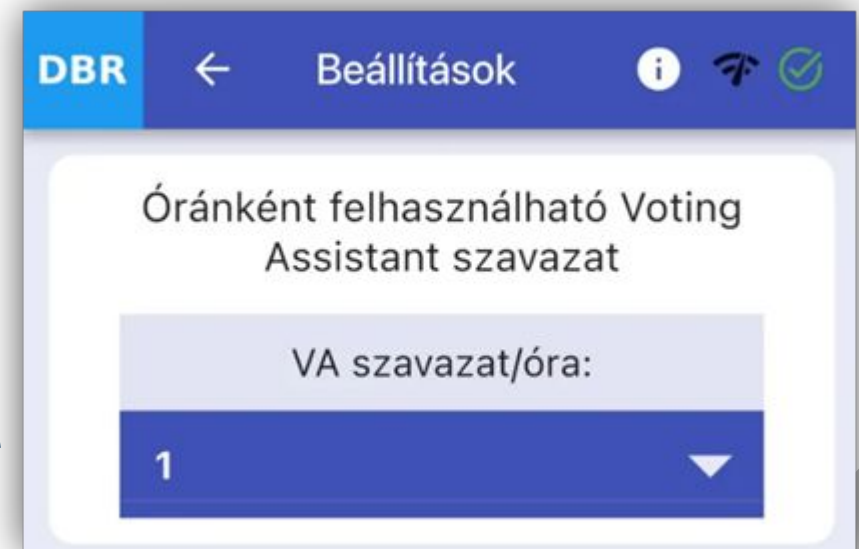 DBR
Beállítások
Óránként felhasználható Voting
Assistant szavazat
VA szavazat/óra:
1